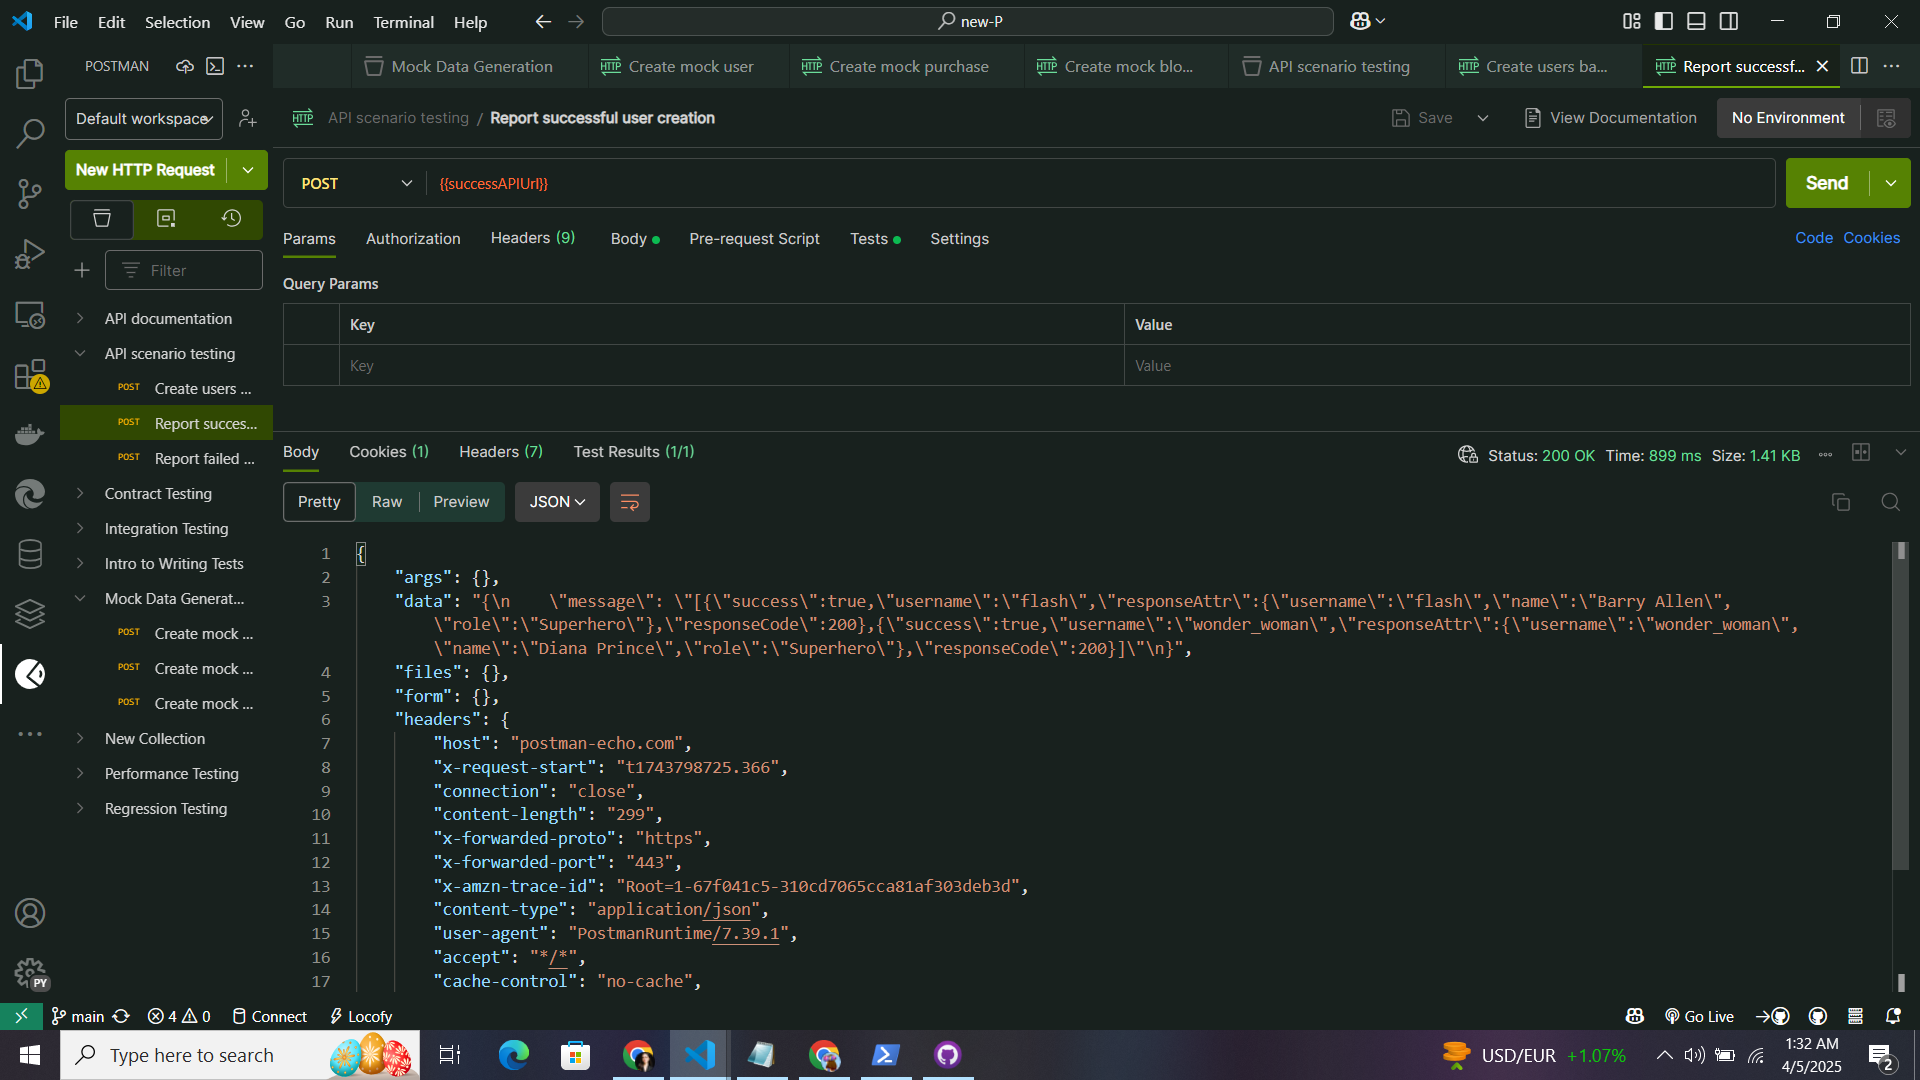 File Edit Selection View Go Run Terminal Help
new-P
POSTMAN
Mock Data Generation
Create mock user
Create mock purchase
Create mock blo...
API scenario testing
Create users ba...
Report successf...
Default workspace
API scenario testing / Report successful user creation
Save
View Documentation
No Environment
New HTTP Request
POST
{{successAPIUrl}}
Send
Params Authorization Headers (9) Body Pre-request Script Tests Settings
Code Cookies
Filter
Query Params
Key Value
Key Value
API documentation
API scenario testing
POST Create users ...
POST Report succes...
POST Report failed ...
Contract Testing
Integration Testing
Intro to Writing Tests
Mock Data Generat...
POST Create mock ...
POST Create mock ...
POST Create mock ...
New Collection
Performance Testing
Regression Testing
Body Cookies (1) Headers (7) Test Results (1/1)
Status: 200 OK Time: 899 ms Size: 1.41 KB
Pretty Raw Preview JSON
1 {
2 "args": {},
3 "data": "{\n    \"message\": \"[{\"success\":true,\"username\":\"flash\",\"responseAttr\":{\"username\":\"flash\",\"name\":\"Barry Allen\",
\"role\":\"Superhero\"},\"responseCode\":200},{\"success\":true,\"username\":\"wonder_woman\",\"responseAttr\":{\"username\":\"wonder_woman\",
\"name\":\"Diana Prince\",\"role\":\"Superhero\"},\"responseCode\":200}]\"\n}",
4 "files": {},
5 "form": {},
6 "headers": {
7 "host": "postman-echo.com",
8 "x-request-start": "t1743798725.366",
9 "connection": "close",
10 "content-length": "299",
11 "x-forwarded-proto": "https",
12 "x-forwarded-port": "443",
13 "x-amzn-trace-id": "Root=1-67f041c5-310cd7065cca81af303deb3d",
14 "content-type": "application/json",
15 "user-agent": "PostmanRuntime/7.39.1",
16 "accept": "*/*",
17 "cache-control": "no-cache",
PY
main
4 0
Connect
Locofy
Go Live
Type here to search
USD/EUR +1.07%
1:32 AM
4/5/2025
2